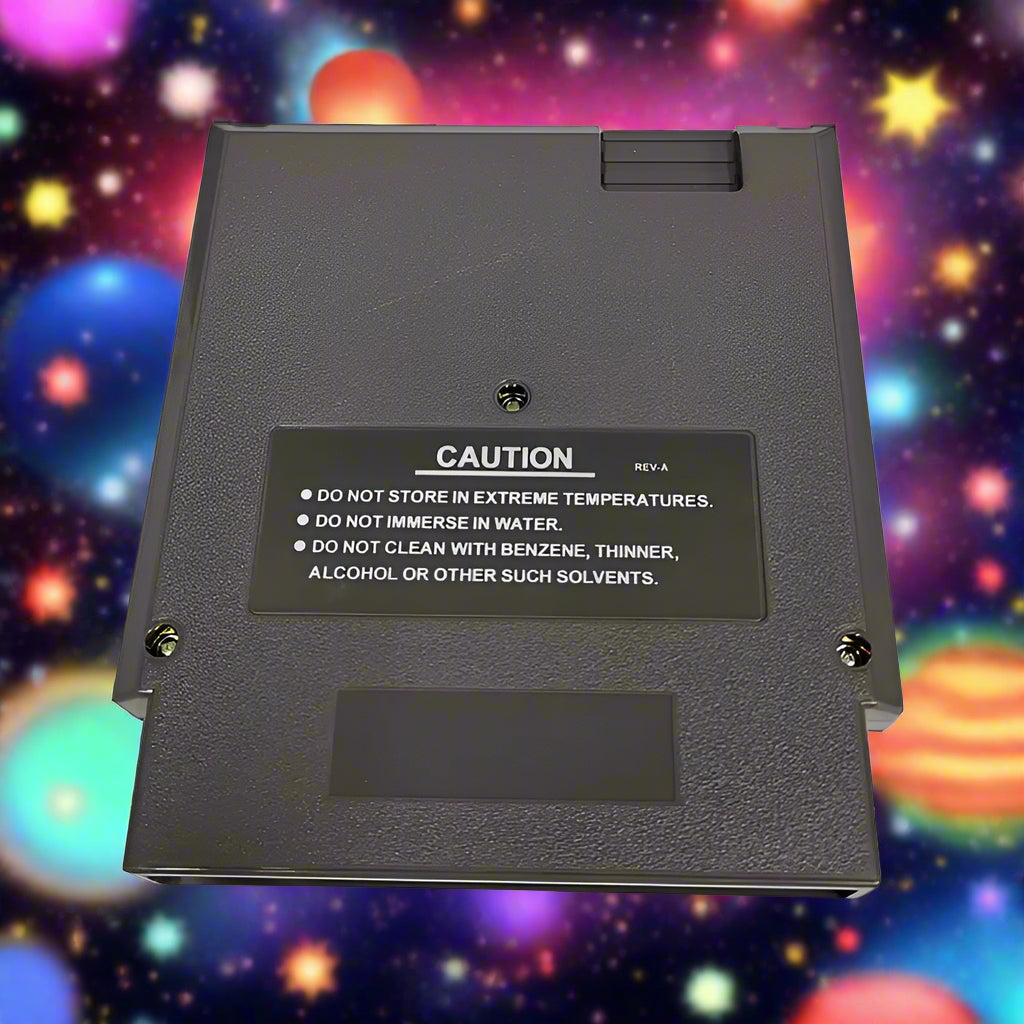 CAUTION
REV-A
● DO NOT STORE IN EXTREME TEMPERATURES.
● DO NOT IMMERSE IN WATER.
● DO NOT CLEAN WITH BENZENE, THINNER,
ALCOHOL OR OTHER SUCH SOLVENTS.